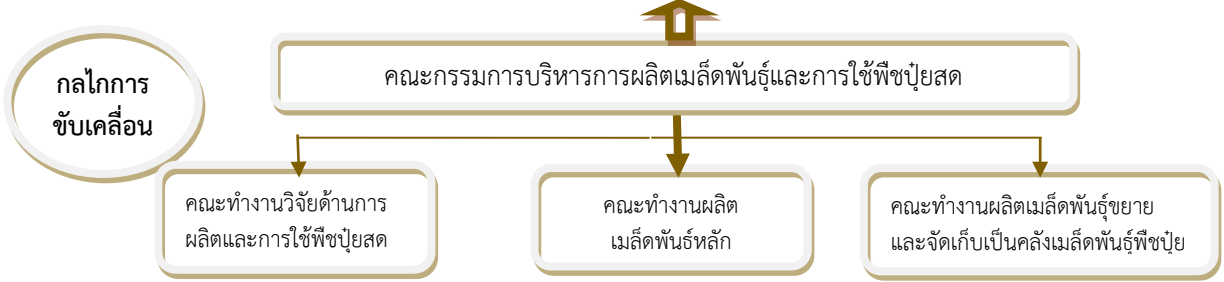 กลไกการ
ขับเคลื่อน
คณะกรรมการบริหารการผลิตเมล็ดพันธุ์และการใช้พืชปุ๋ยสด
คณะทำงานวิจัยด้านการ
ผลิตและการใช้พืชปุ๋ยสด
คณะทำงานผลิต
เมล็ดพันธ์หลัก
คณะทำงานผลิตเมล็ดพันธุ์ขยาย
และจัดเก็บเป็นคลังเมล็ดพันธุ์พืชปุ๋ย